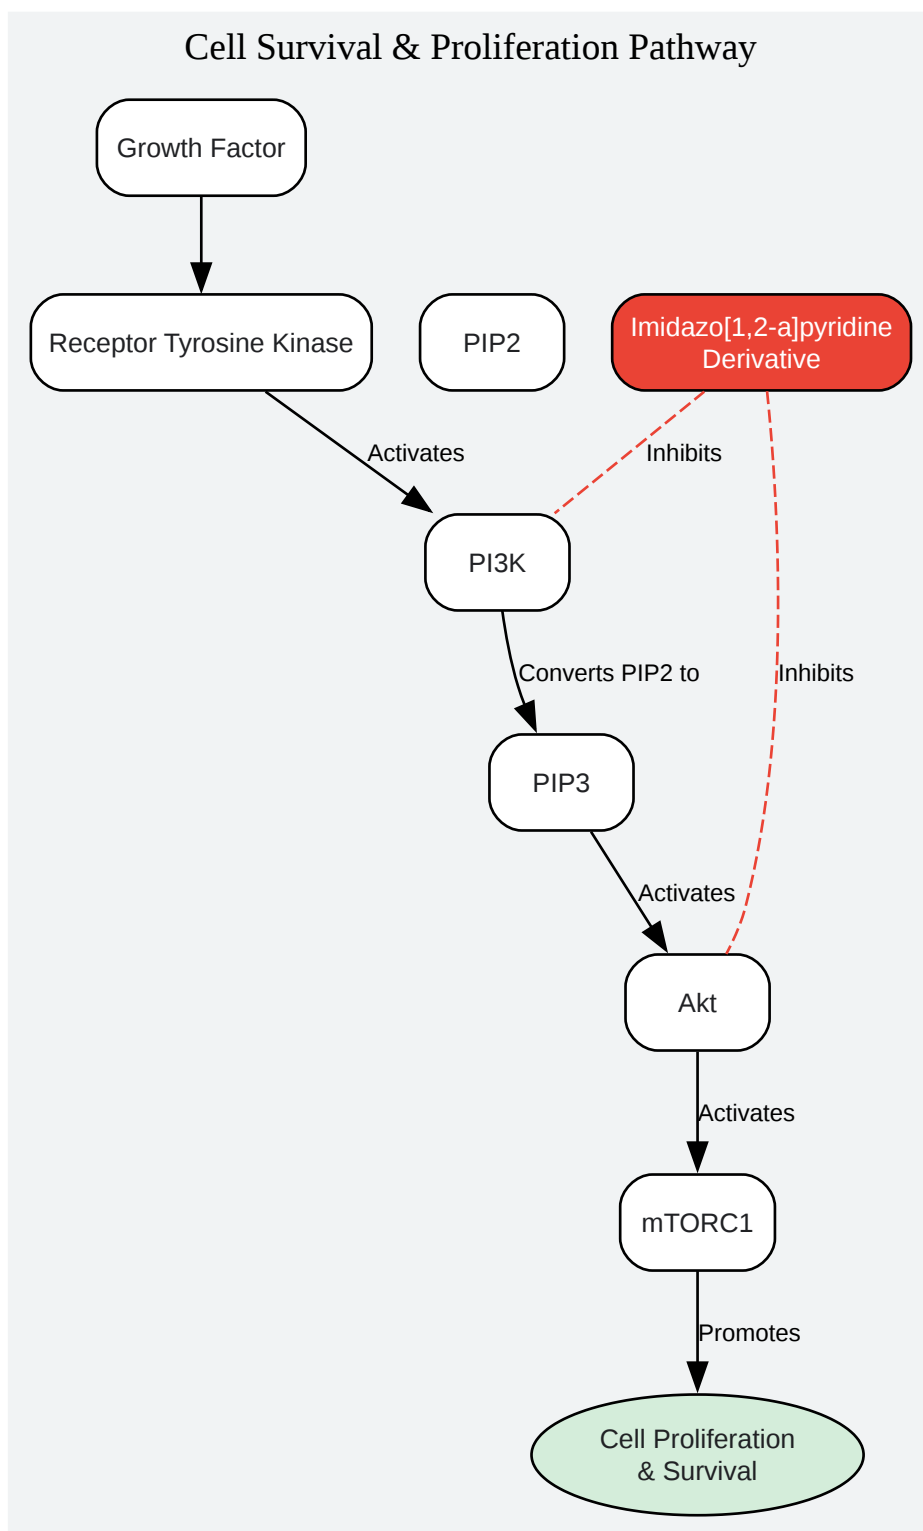 Cell Survival & Proliferation Pathway
Growth Factor
Receptor Tyrosine Kinase
PIP2
Imidazo[1,2-a]pyridine
Derivative
Activates
Inhibits
PI3K
Converts PIP2 to
Inhibits
PIP3
Activates
Akt
Activates
mTORC1
Promotes
Cell Proliferation
& Survival